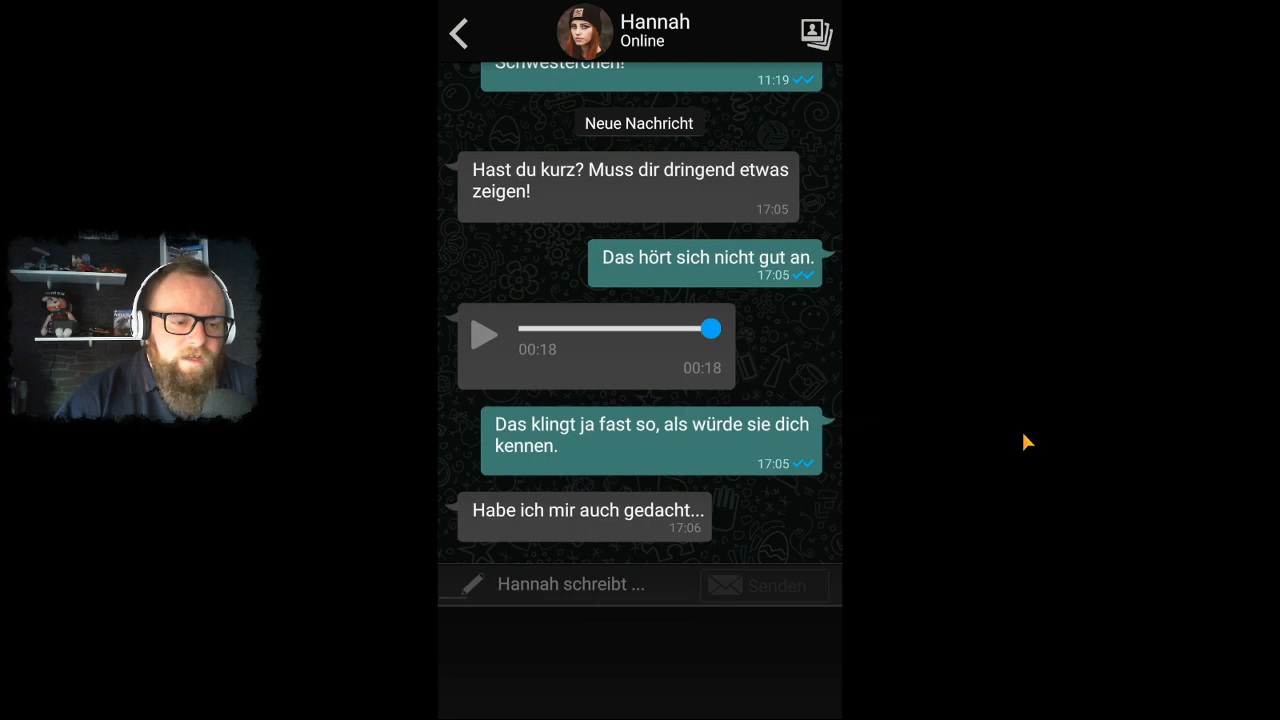 Hannah
Online
Schwesterchen!
11:19
Neue Nachricht
Hast du kurz? Muss dir dringend etwas
zeigen!
17:05
Das hört sich nicht gut an.
17:05
00:18
00:18
Das klingt ja fast so, als würde sie dich
kennen.
17:05
Habe ich mir auch gedacht...
17:06
Hannah schreibt ...
Senden